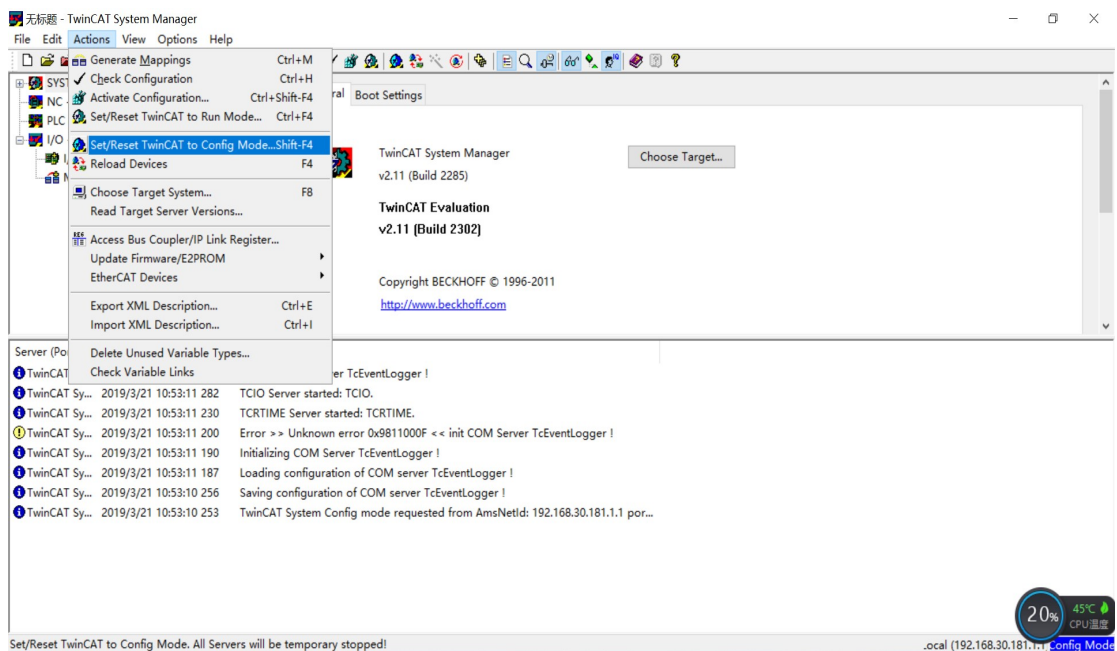 无标题 - TwinCAT System Manager
File Edit Actions View Options Help
Generate Mappings Ctrl+M
Check Configuration Ctrl+H
Activate Configuration... Ctrl+Shift-F4
Set/Reset TwinCAT to Run Mode... Ctrl+F4
Set/Reset TwinCAT to Config Mode...Shift-F4
Reload Devices F4
Choose Target System... F8
Read Target Server Versions...
Access Bus Coupler/IP Link Register...
Update Firmware/E2PROM
EtherCAT Devices
Export XML Description... Ctrl+E
Import XML Description... Ctrl+I
Delete Unused Variable Types...
Check Variable Links
SYST
NC -
PLC
I/O
Boot Settings
TwinCAT System Manager
v2.11 (Build 2285)
Choose Target...
TwinCAT Evaluation
v2.11 (Build 2302)
Copyright BECKHOFF © 1996-2011
http://www.beckhoff.com
Server (Po
TwinCAT er TcEventLogger !
TwinCAT Sy... 2019/3/21 10:53:11 282 TCIO Server started: TCIO.
TwinCAT Sy... 2019/3/21 10:53:11 230 TCRTIME Server started: TCRTIME.
TwinCAT Sy... 2019/3/21 10:53:11 200 Error >> Unknown error 0x9811000F << init COM Server TcEventLogger !
TwinCAT Sy... 2019/3/21 10:53:11 190 Initializing COM Server TcEventLogger !
TwinCAT Sy... 2019/3/21 10:53:11 187 Loading configuration of COM server TcEventLogger !
TwinCAT Sy... 2019/3/21 10:53:10 256 Saving configuration of COM server TcEventLogger !
TwinCAT Sy... 2019/3/21 10:53:10 253 TwinCAT System Config mode requested from AmsNetId: 192.168.30.181.1.1 por...
20% 45℃
CPU温度
Set/Reset TwinCAT to Config Mode. All Servers will be temporary stopped! .ocal (192.168.30.181.1.1 Config Mode